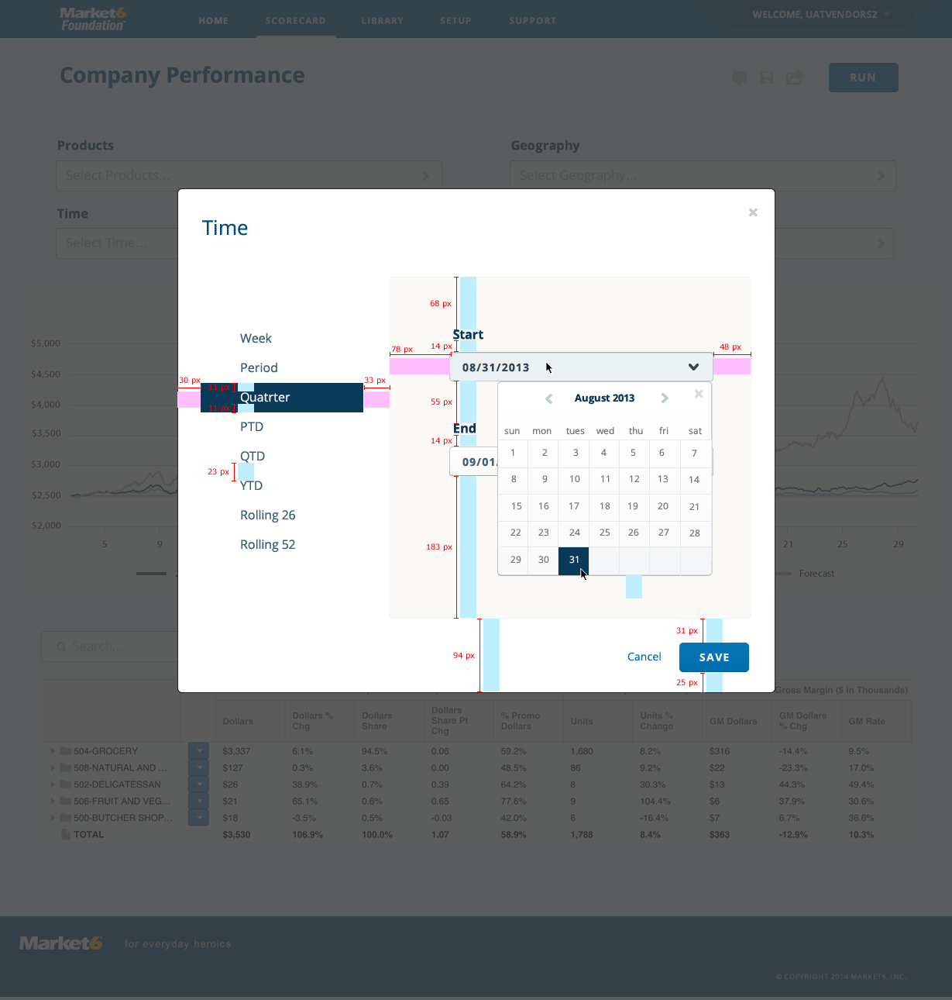 Market6
Foundation
HOME SCORECARD LIBRARY SETUP SUPPORT
WELCOME, UATVENDORS2
Company Performance
RUN
Products
Geography
Select Products...
Select Geography...
Time
Select Time...
Time
68 px
Start
78 px
14 px
48 px
08/31/2013
Week
Period
30 px
11 px
33 px
Quatrter
11 px
PTD
QTD
23 px
YTD
Rolling 26
Rolling 52
55 px
End
14 px
09/01/
183 px
August 2013
sun mon tues wed thu fri sat
1 2 3 4 5 6 7
8 9 10 11 12 13 14
15 16 17 18 19 20 21
22 23 24 25 26 27 28
29 30 31
$5,000
$4,500
$4,000
$3,500
$3,000
$2,500
$2,000
5 9 21 25 29
Forecast
Search...
94 px
31 px
Cancel
SAVE
25 px
Gross Margin ($ in Thousands)
Dollars
Dollars % Chg
Dollars Share
Dollars Share Pt Chg
% Promo Dollars
Units
Units % Change
GM Dollars
GM Dollars % Chg
GM Rate
504-GROCERY $3,337 6.1% 94.5% 0.06 59.2% 1,680 8.2% $316 -14.4% 9.5%
508-NATURAL AND ... $127 0.3% 3.6% 0.00 48.5% 86 9.2% $22 -23.3% 17.0%
502-DELICATESSAN $26 38.9% 0.7% 0.39 64.2% 8 30.3% $13 44.3% 49.4%
506-FRUIT AND VEG... $21 65.1% 0.6% 0.65 77.6% 9 104.4% $6 37.9% 30.6%
500-BUTCHER SHOP... $18 -3.5% 0.5% -0.03 42.0% 6 -16.4% $7 6.7% 36.6%
TOTAL $3,530 106.9% 100.0% 1.07 58.9% 1,788 8.4% $363 -12.9% 10.3%
Market6 for everyday heroics
© COPYRIGHT 2014 MARKET6, INC.